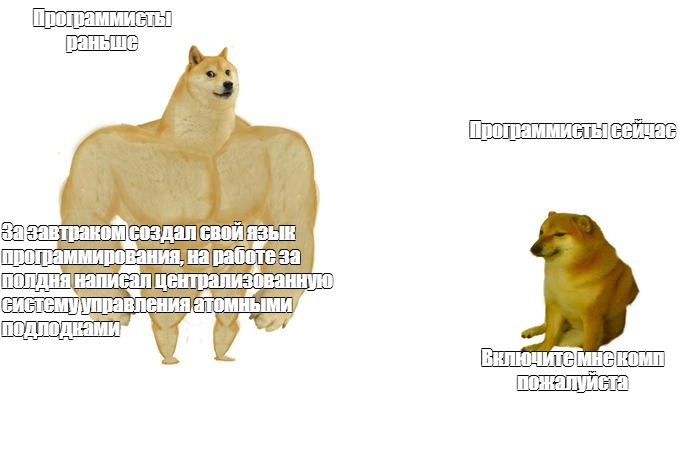 Программисты
раньше
За завтраком создал свой язык
программирования, на работе за
полдня написал централизованную
систему управления атомными
подлодками
Программисты сейчас
Включите мне комп
пожалуйста